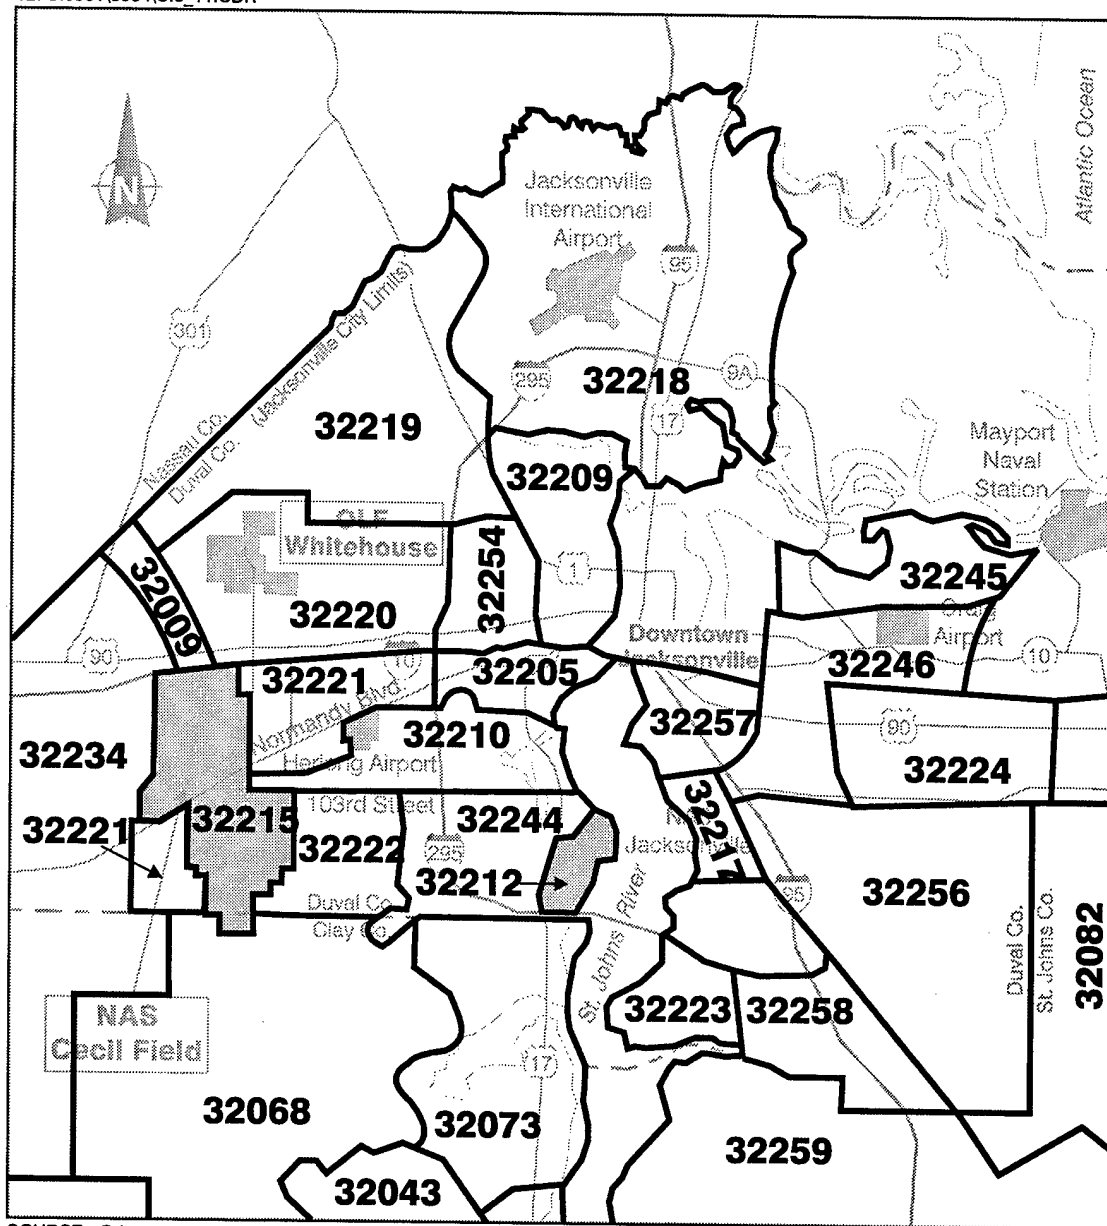 Atlantic Ocean
N
Jacksonville
International
Airport
95
301
(Jacksonville City Limits)
295
32218
9A
17
Nassau Co.
Duval Co.
32219
Mayport
Naval
Station
32209
OLF
Whitehouse
32254
1
32245
32009
32220
Craig
Airport
Downtown
Jacksonville
90
10
32205
32246
10
32221
Normandy Blvd.
32257
90
32234
32210
Herlong Airport
32224
103rd Street
32221
32215
32244
32217
32222
295
Jacksonville
32212
95
32256
Duval Co.
Clay Co.
St. Johns River
Duval Co.
St. Johns Co.
32082
NAS
Cecil Field
32223
32258
17
32068
32073
32259
32043